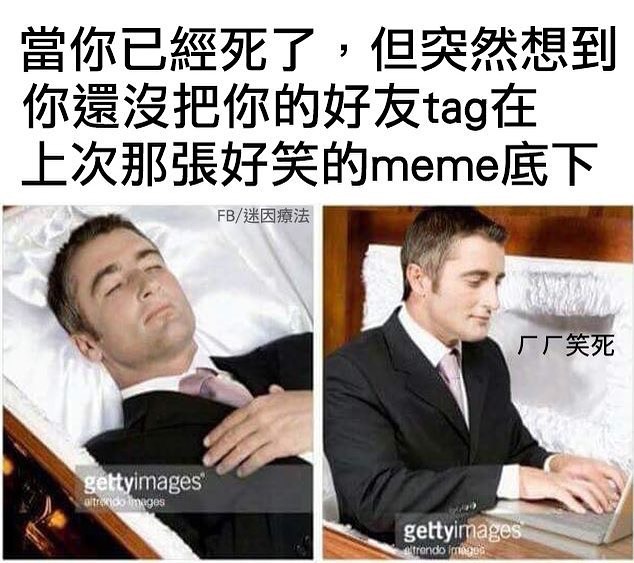 當你已經死了，但突然想到
你還沒把你的好友tag在
上次那張好笑的meme底下
FB/迷因療法
ㄏㄏ笑死
gettyimages®
altrendo images
gettyimages®
altrendo images